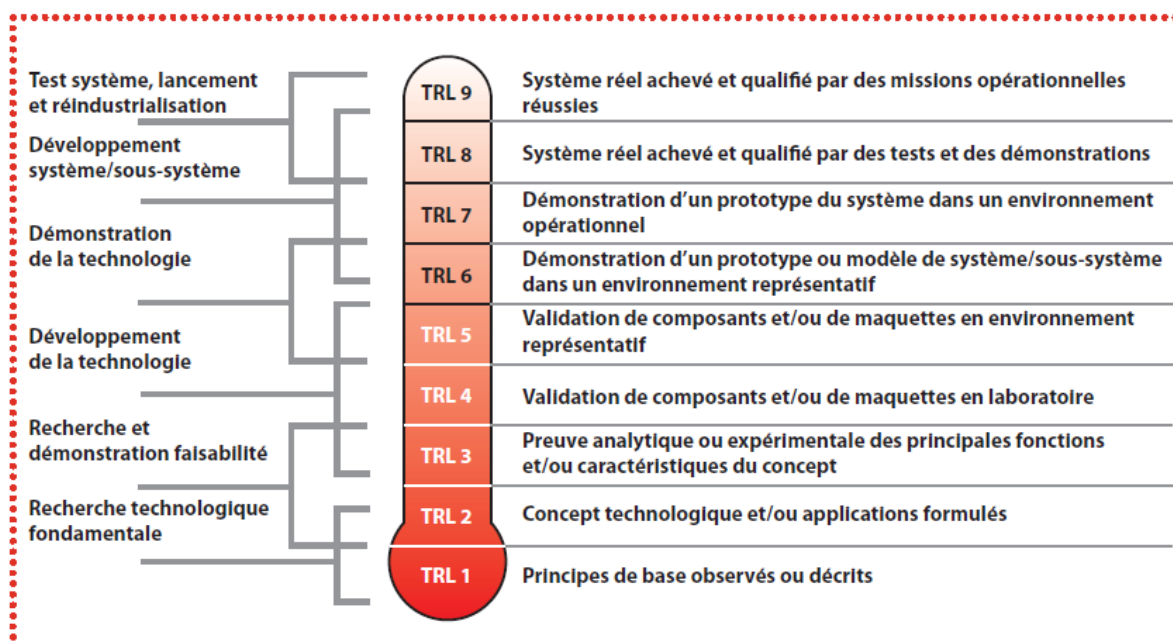 Test système, lancement
et réindustrialisation
Développement
système/sous-système
Démonstration
de la technologie
Développement
de la technologie
Recherche et
démonstration faisabilité
Recherche technologique
fondamentale
TRL 9
Système réel achevé et qualifié par des missions opérationnelles
réussies
TRL 8
Système réel achevé et qualifié par des tests et des démonstrations
TRL 7
Démonstration d’un prototype du système dans un environnement
opérationnel
TRL 6
Démonstration d’un prototype ou modèle de système/sous-système
dans un environnement représentatif
TRL 5
Validation de composants et/ou de maquettes en environnement
représentatif
TRL 4
Validation de composants et/ou de maquettes en laboratoire
TRL 3
Preuve analytique ou expérimentale des principales fonctions
et/ou caractéristiques du concept
TRL 2
Concept technologique et/ou applications formulés
TRL 1
Principes de base observés ou décrits